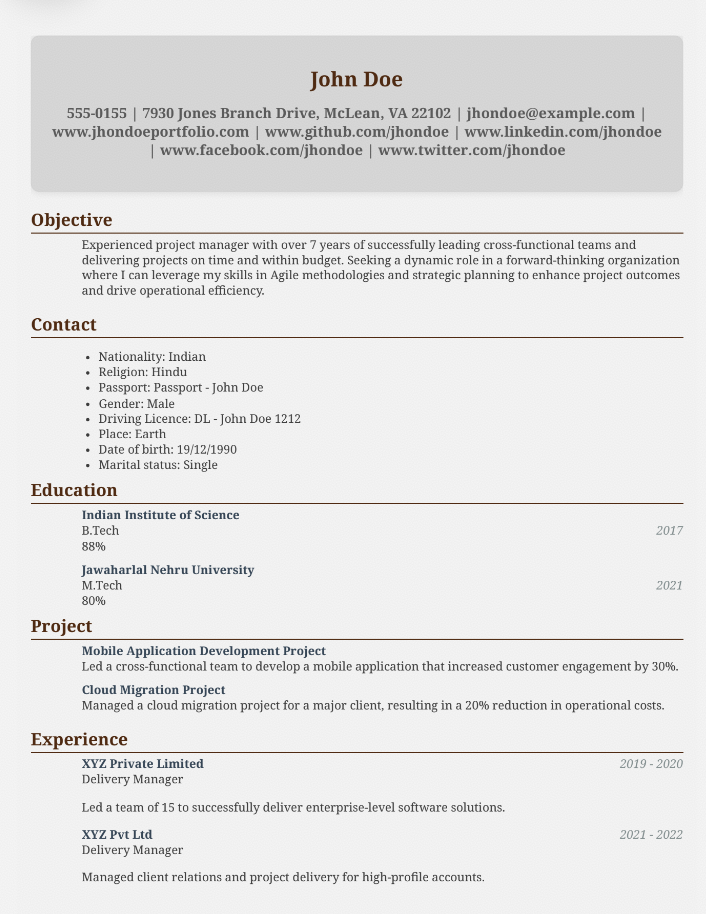 John Doe
555-0155 | 7930 Jones Branch Drive, McLean, VA 22102 | jhondoe@example.com |
www.jhondoeportfolio.com | www.github.com/jhondoe | www.linkedin.com/jhondoe
| www.facebook.com/jhondoe | www.twitter.com/jhondoe
Objective
Experienced project manager with over 7 years of successfully leading cross-functional teams and
delivering projects on time and within budget. Seeking a dynamic role in a forward-thinking organization
where I can leverage my skills in Agile methodologies and strategic planning to enhance project outcomes
and drive operational efficiency.
Contact
• Nationality: Indian
• Religion: Hindu
• Passport: Passport - John Doe
• Gender: Male
• Driving Licence: DL - John Doe 1212
• Place: Earth
• Date of birth: 19/12/1990
• Marital status: Single
Education
Indian Institute of Science
B.Tech 2017
88%
Jawaharlal Nehru University
M.Tech 2021
80%
Project
Mobile Application Development Project
Led a cross-functional team to develop a mobile application that increased customer engagement by 30%.
Cloud Migration Project
Managed a cloud migration project for a major client, resulting in a 20% reduction in operational costs.
Experience
XYZ Private Limited 2019 - 2020
Delivery Manager
Led a team of 15 to successfully deliver enterprise-level software solutions.
XYZ Pvt Ltd 2021 - 2022
Delivery Manager
Managed client relations and project delivery for high-profile accounts.